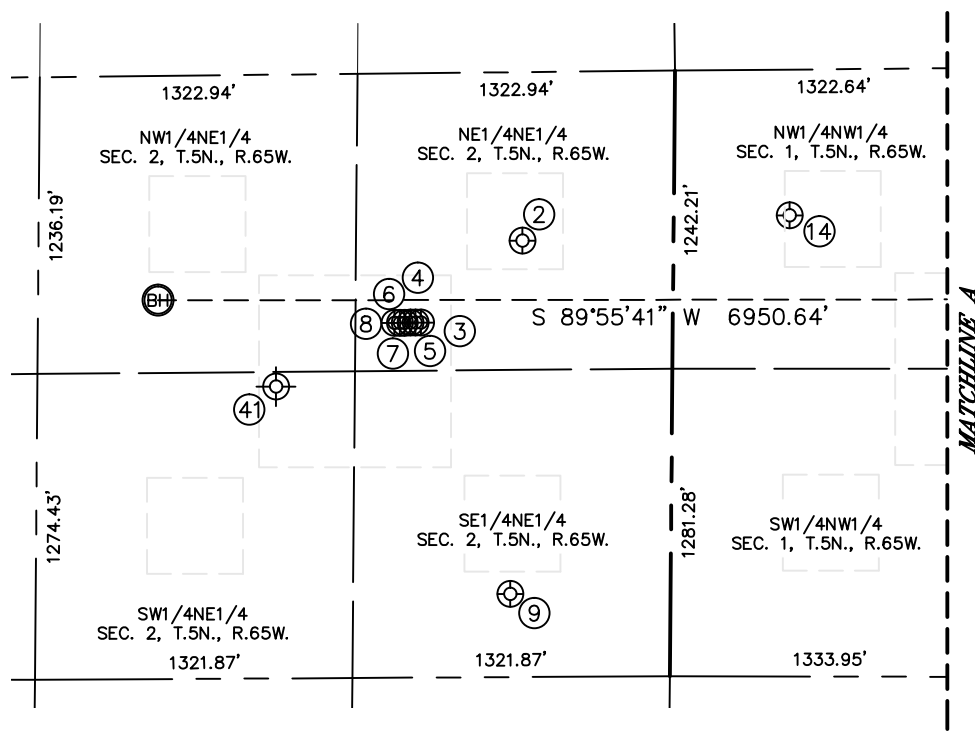 1322.94'
1322.94'
1322.64'
NW1/4NE1/4
SEC. 2, T.5N., R.65W.
NE1/4NE1/4
SEC. 2, T.5N., R.65W.
NW1/4NW1/4
SEC. 1, T.5N., R.65W.
1236.19'
2
1242.21'
14
4
6
BH
S 89°55'41" W 6950.64'
8
3
7
5
MATCHLINE A
41
1274.43'
SE1/4NE1/4
SEC. 2, T.5N., R.65W.
1281.28'
SW1/4NW1/4
SEC. 1, T.5N., R.65W.
9
SW1/4NE1/4
SEC. 2, T.5N., R.65W.
1321.87'
1321.87'
1333.95'